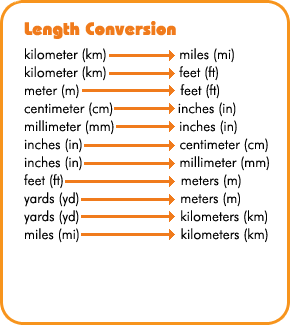 Length Conversion
kilometer (km) miles (mi)
kilometer (km) feet (ft)
meter (m) feet (ft)
centimeter (cm) inches (in)
millimeter (mm) inches (in)
inches (in) centimeter (cm)
inches (in) millimeter (mm)
feet (ft) meters (m)
yards (yd) meters (m)
yards (yd) kilometers (km)
miles (mi) kilometers (km)